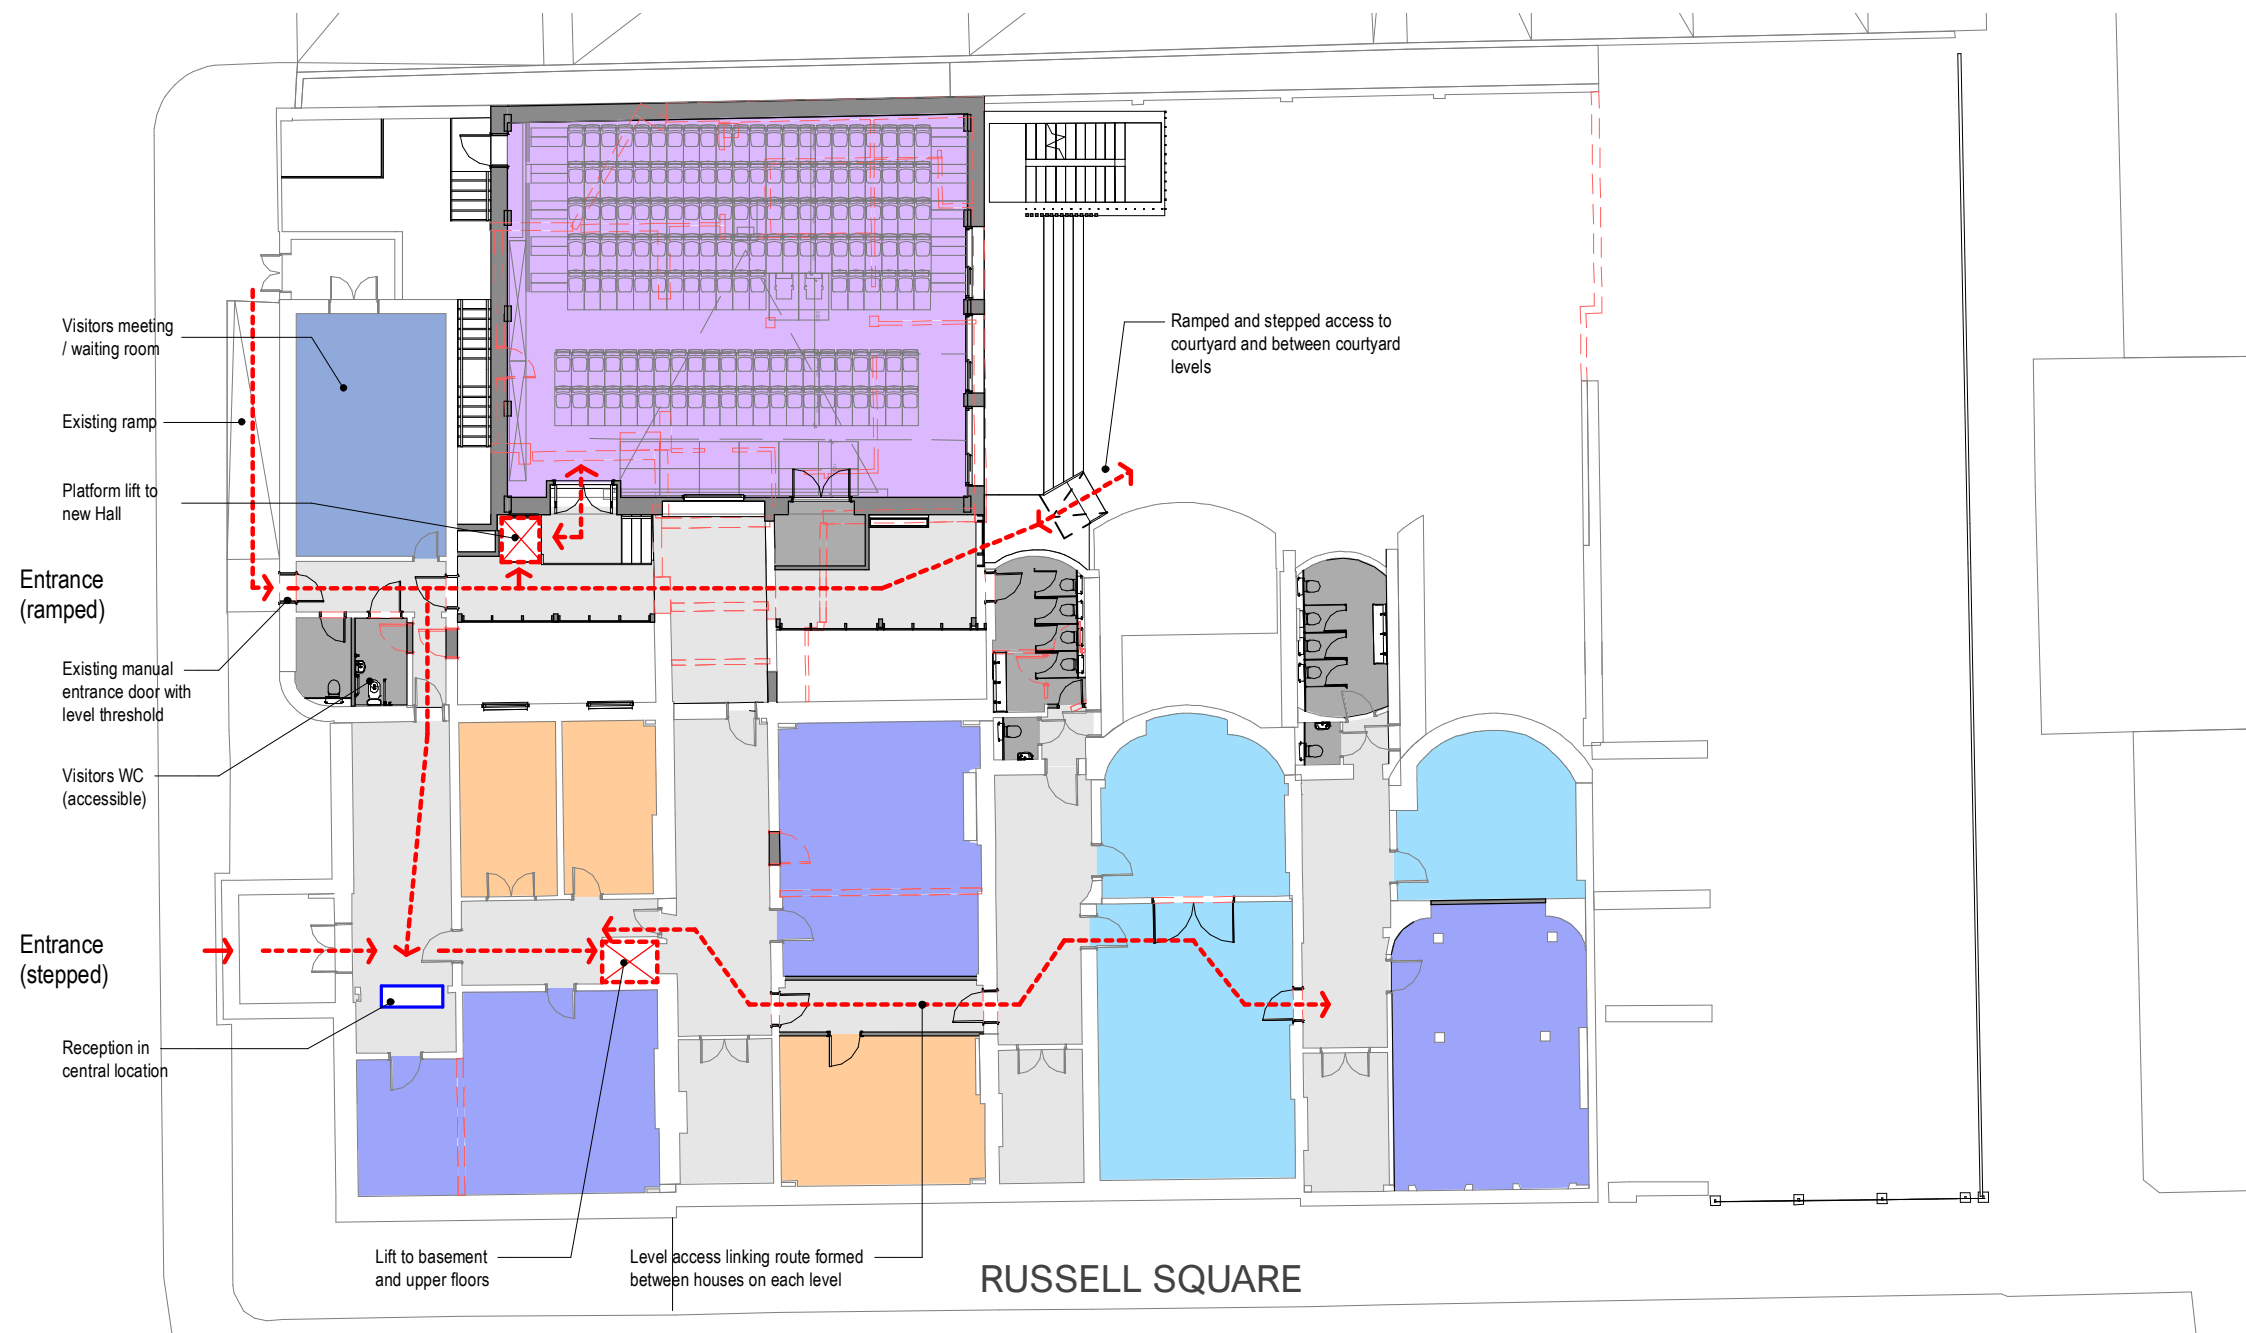 Visitors meeting
/ waiting room
Existing ramp
Platform lift to
new Hall
Entrance
(ramped)
Existing manual
entrance door with
level threshold
Visitors WC
(accessible)
Entrance
(stepped)
Reception in
central location
Lift to basement
and upper floors
Level access linking route formed
between houses on each level
RUSSELL SQUARE
Ramped and stepped access to
courtyard and between courtyard
levels